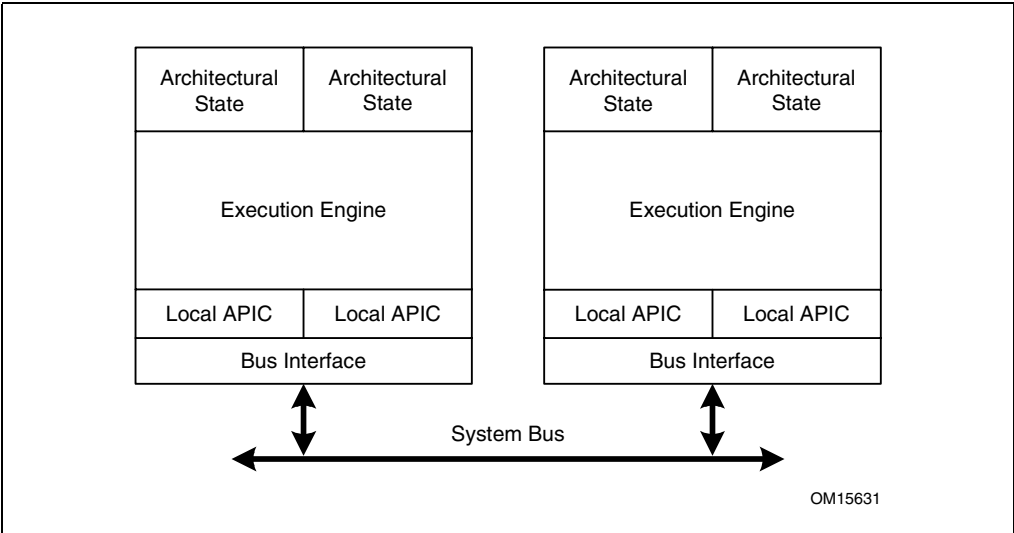 Architectural
State
Architectural
State
Architectural
State
Architectural
State
Execution Engine
Execution Engine
Local APIC
Local APIC
Local APIC
Local APIC
Bus Interface
Bus Interface
System Bus
OM15631